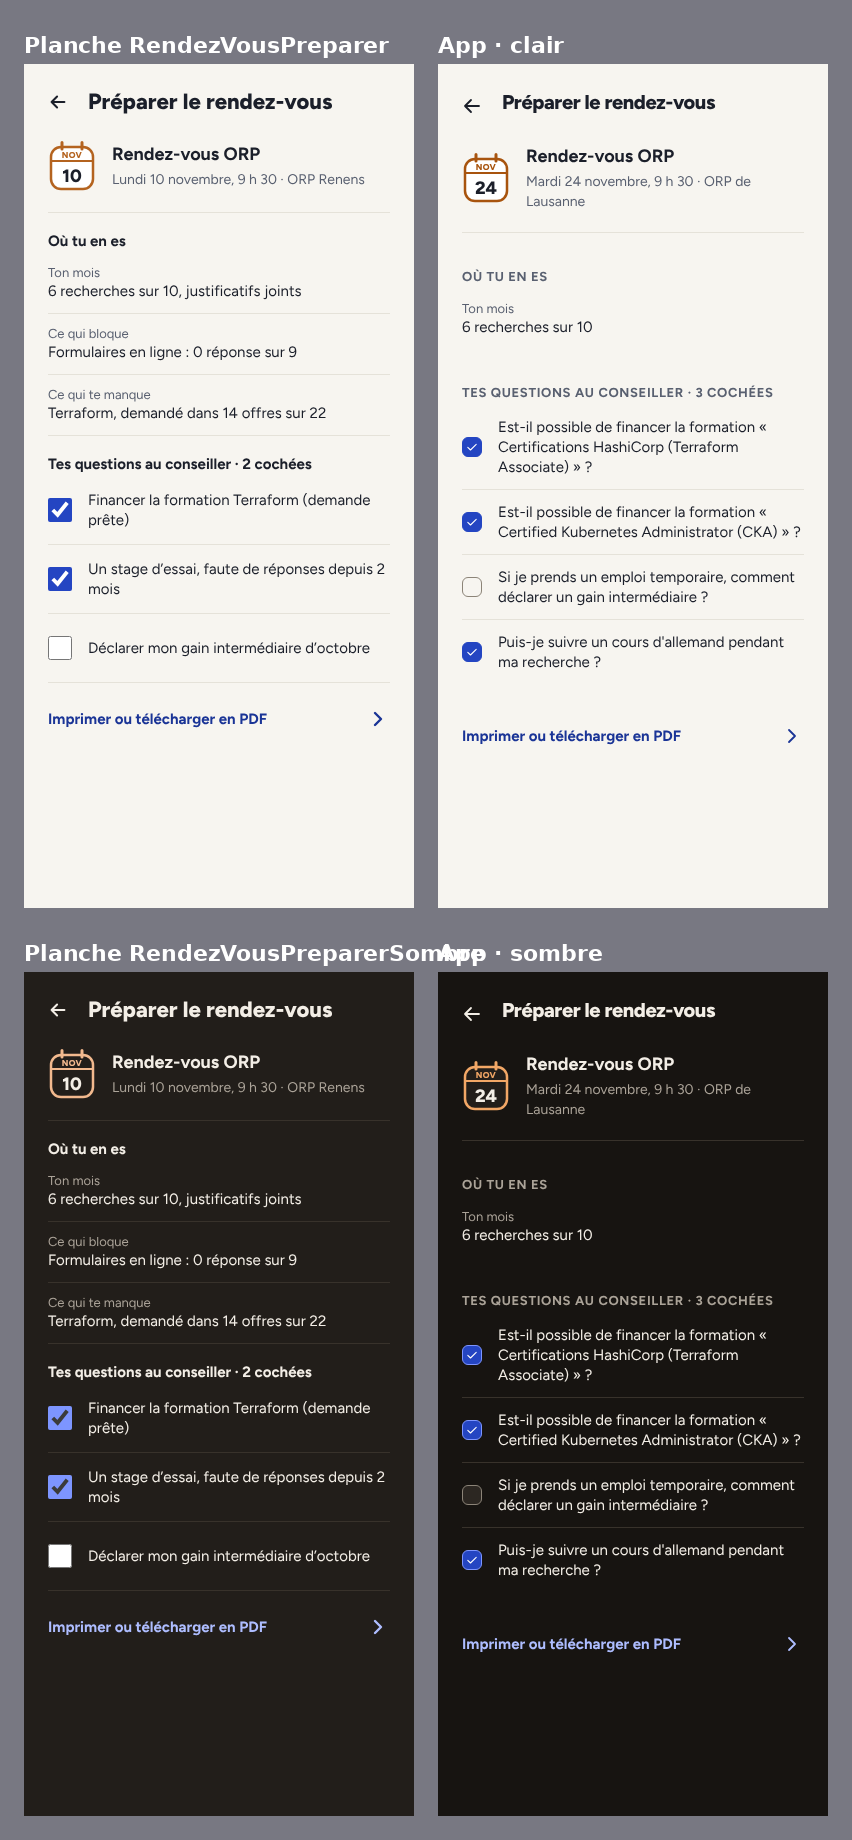 Planche RendezVousPreparer
Préparer le rendez-vous
NOV
10
Rendez-vous ORP
Lundi 10 novembre, 9 h 30 · ORP Renens
Où tu en es
Ton mois
6 recherches sur 10, justificatifs joints
Ce qui bloque
Formulaires en ligne : 0 réponse sur 9
Ce qui te manque
Terraform, demandé dans 14 offres sur 22
Tes questions au conseiller · 2 cochées
Financer la formation Terraform (demande
prête)
Un stage d’essai, faute de réponses depuis 2
mois
Déclarer mon gain intermédiaire d’octobre
Imprimer ou télécharger en PDF
App · clair
Préparer le rendez-vous
NOV
24
Rendez-vous ORP
Mardi 24 novembre, 9 h 30 · ORP de
Lausanne
OÙ TU EN ES
Ton mois
6 recherches sur 10
TES QUESTIONS AU CONSEILLER · 3 COCHÉES
Est-il possible de financer la formation «
Certifications HashiCorp (Terraform
Associate) » ?
Est-il possible de financer la formation «
Certified Kubernetes Administrator (CKA) » ?
Si je prends un emploi temporaire, comment
déclarer un gain intermédiaire ?
Puis-je suivre un cours d'allemand pendant
ma recherche ?
Imprimer ou télécharger en PDF
Planche RendezVousPreparerSombre
Préparer le rendez-vous
NOV
10
Rendez-vous ORP
Lundi 10 novembre, 9 h 30 · ORP Renens
Où tu en es
Ton mois
6 recherches sur 10, justificatifs joints
Ce qui bloque
Formulaires en ligne : 0 réponse sur 9
Ce qui te manque
Terraform, demandé dans 14 offres sur 22
Tes questions au conseiller · 2 cochées
Financer la formation Terraform (demande
prête)
Un stage d’essai, faute de réponses depuis 2
mois
Déclarer mon gain intermédiaire d’octobre
Imprimer ou télécharger en PDF
App · sombre
Préparer le rendez-vous
NOV
24
Rendez-vous ORP
Mardi 24 novembre, 9 h 30 · ORP de
Lausanne
OÙ TU EN ES
Ton mois
6 recherches sur 10
TES QUESTIONS AU CONSEILLER · 3 COCHÉES
Est-il possible de financer la formation «
Certifications HashiCorp (Terraform
Associate) » ?
Est-il possible de financer la formation «
Certified Kubernetes Administrator (CKA) » ?
Si je prends un emploi temporaire, comment
déclarer un gain intermédiaire ?
Puis-je suivre un cours d'allemand pendant
ma recherche ?
Imprimer ou télécharger en PDF